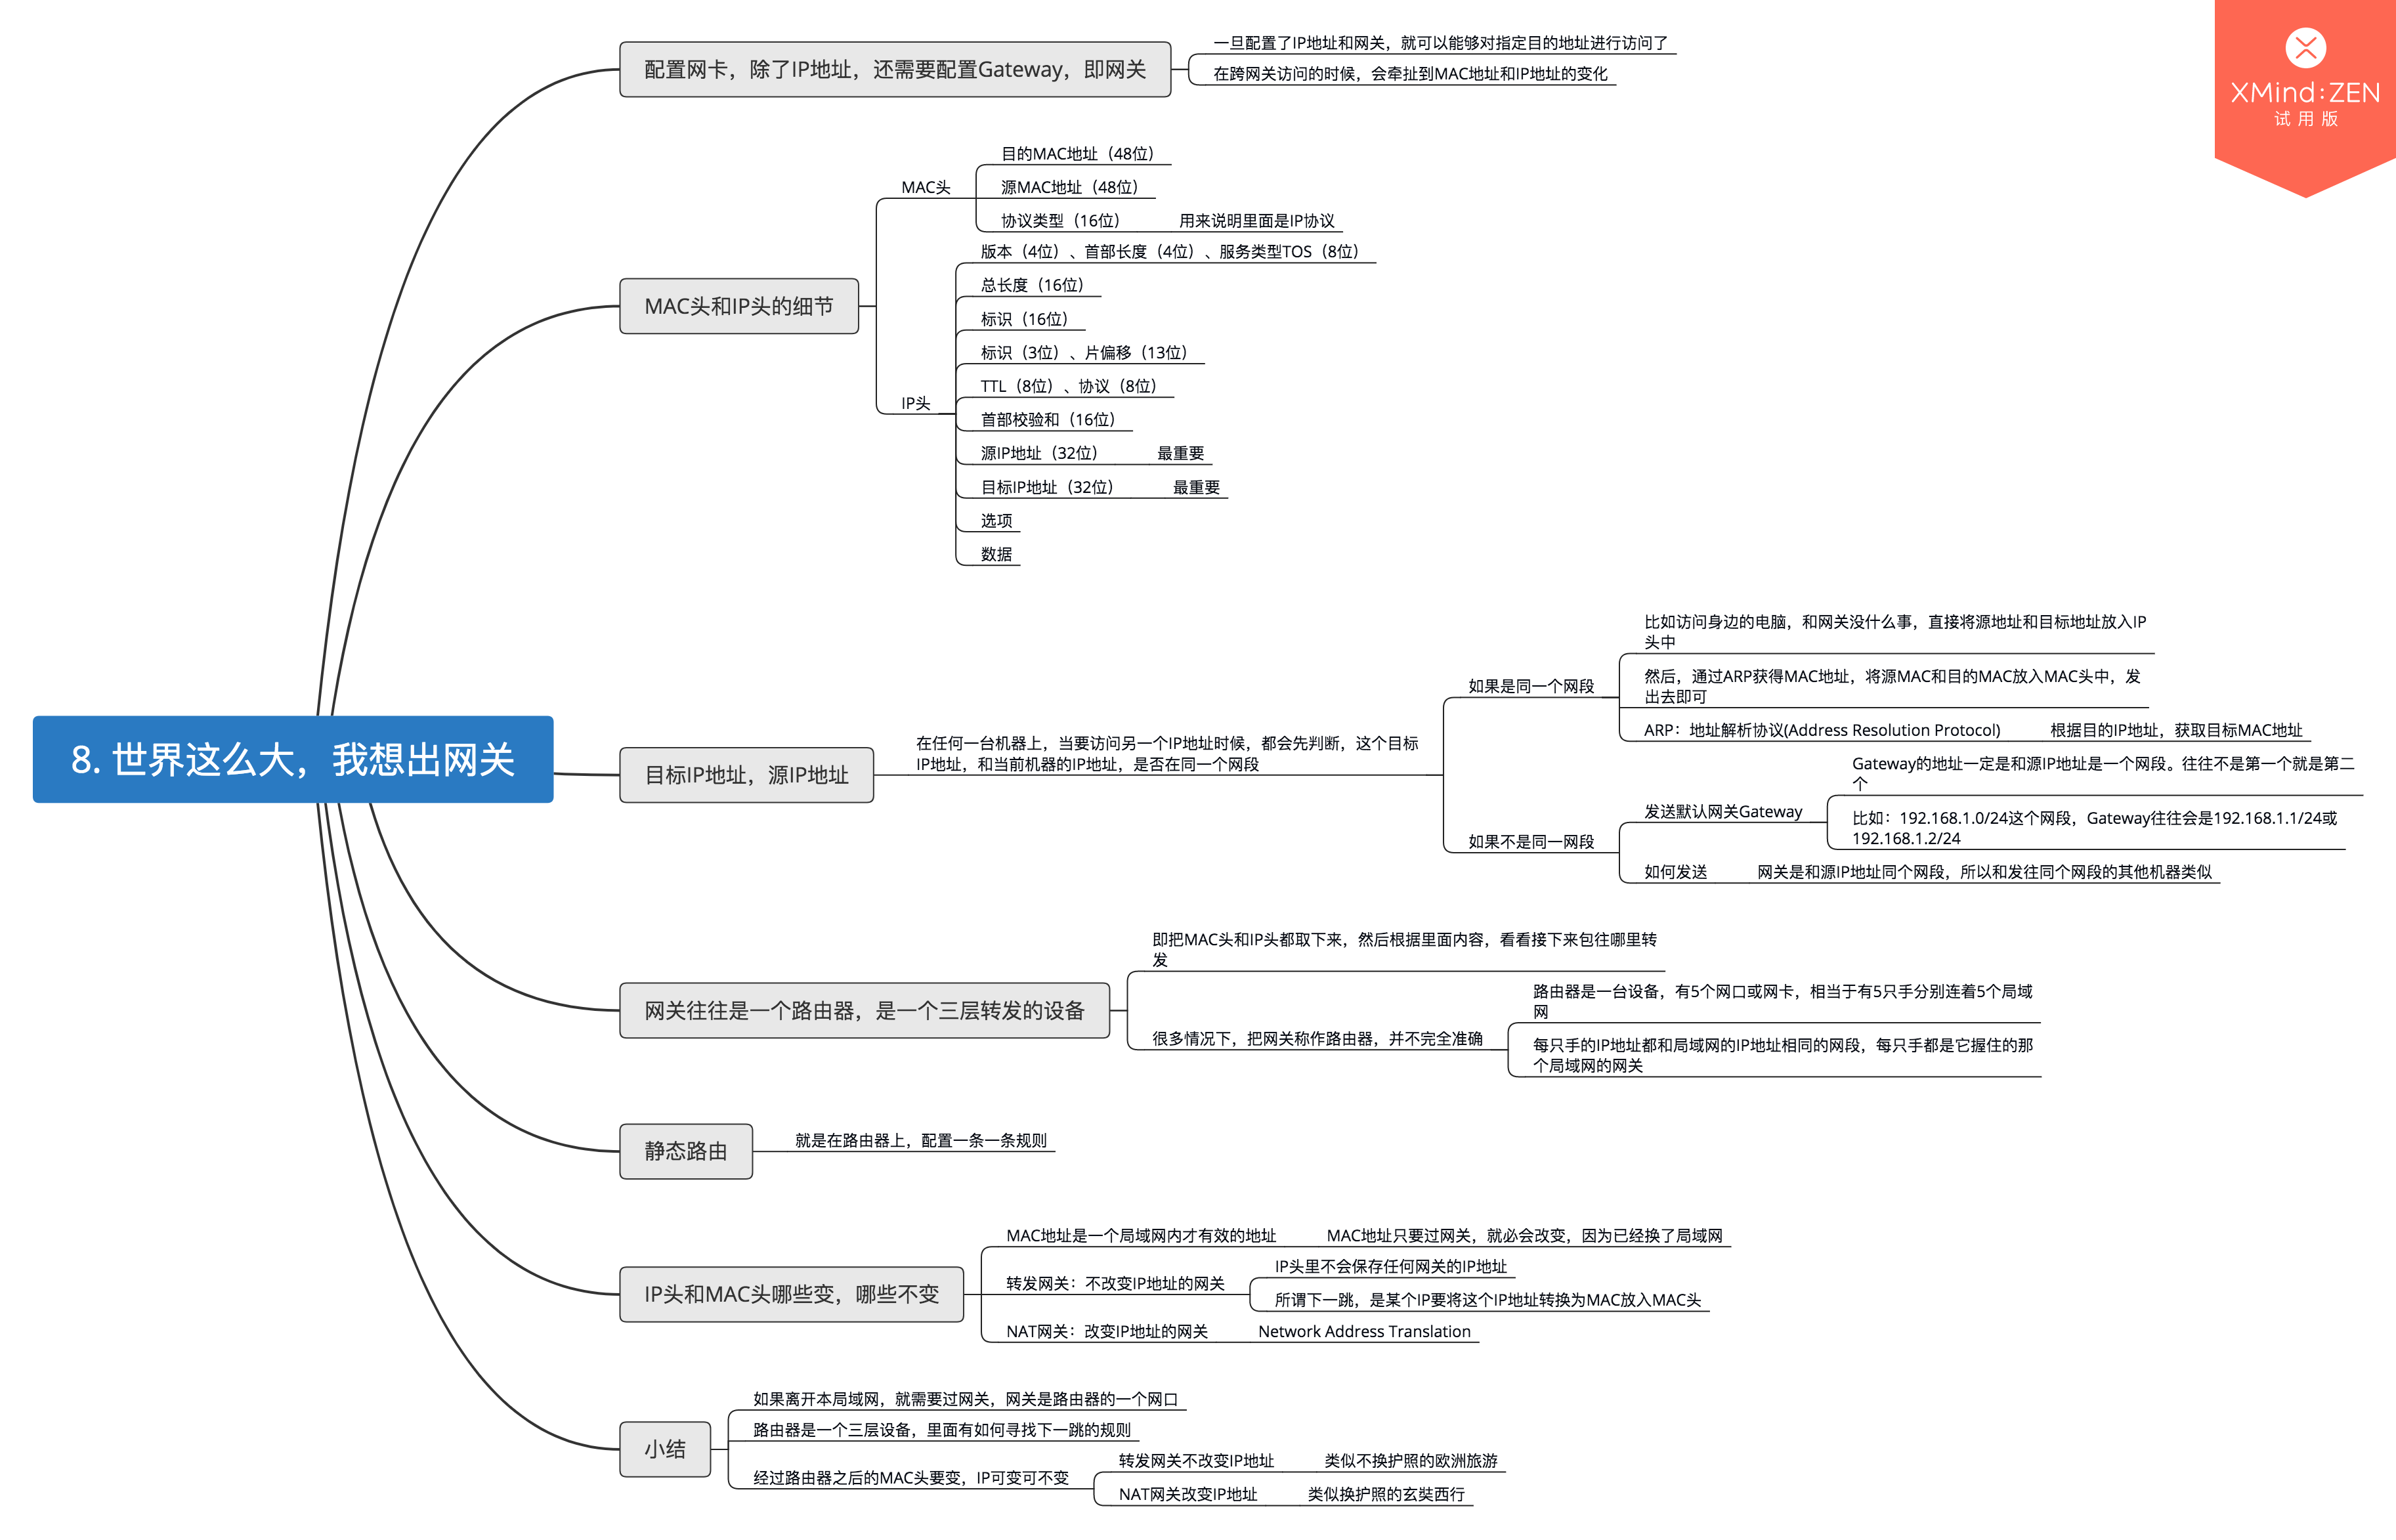 XMind:ZEN
试用版
8. 世界这么大，我想出网关
配置网卡，除了IP地址，还需要配置Gateway，即网关
一旦配置了IP地址和网关，就可以能够对指定目的地址进行访问了
在跨网关访问的时候，会牵扯到MAC地址和IP地址的变化
MAC头和IP头的细节
MAC头
目的MAC地址（48位）
源MAC地址（48位）
协议类型（16位）
用来说明里面是IP协议
IP头
版本（4位）、首部长度（4位）、服务类型TOS（8位）
总长度（16位）
标识（16位）
标识（3位）、片偏移（13位）
TTL（8位）、协议（8位）
首部校验和（16位）
源IP地址（32位）
最重要
目标IP地址（32位）
最重要
选项
数据
目标IP地址，源IP地址
在任何一台机器上，当要访问另一个IP地址时候，都会先判断，这个目标
IP地址，和当前机器的IP地址，是否在同一个网段
如果是同一个网段
比如访问身边的电脑，和网关没什么事，直接将源地址和目标地址放入IP
头中
然后，通过ARP获得MAC地址，将源MAC和目的MAC放入MAC头中，发
出去即可
ARP：地址解析协议(Address Resolution Protocol)
根据目的IP地址，获取目标MAC地址
如果不是同一网段
发送默认网关Gateway
Gateway的地址一定是和源IP地址是一个网段。往往不是第一个就是第二
个
比如：192.168.1.0/24这个网段，Gateway往往会是192.168.1.1/24或
192.168.1.2/24
如何发送
网关是和源IP地址同个网段，所以和发往同个网段的其他机器类似
网关往往是一个路由器，是一个三层转发的设备
即把MAC头和IP头都取下来，然后根据里面内容，看看接下来包往哪里转
发
很多情况下，把网关称作路由器，并不完全准确
路由器是一台设备，有5个网口或网卡，相当于有5只手分别连着5个局域
网
每只手的IP地址都和局域网的IP地址相同的网段，每只手都是它握住的那
个局域网的网关
静态路由
就是在路由器上，配置一条一条规则
IP头和MAC头哪些变，哪些不变
MAC地址是一个局域网内才有效的地址
MAC地址只要过网关，就必会改变，因为已经换了局域网
转发网关：不改变IP地址的网关
IP头里不会保存任何网关的IP地址
所谓下一跳，是某个IP要将这个IP地址转换为MAC放入MAC头
NAT网关：改变IP地址的网关
Network Address Translation
小结
如果离开本局域网，就需要过网关，网关是路由器的一个网口
路由器是一个三层设备，里面有如何寻找下一跳的规则
经过路由器之后的MAC头要变，IP可变可不变
转发网关不改变IP地址
类似不换护照的欧洲旅游
NAT网关改变IP地址
类似换护照的玄奘西行